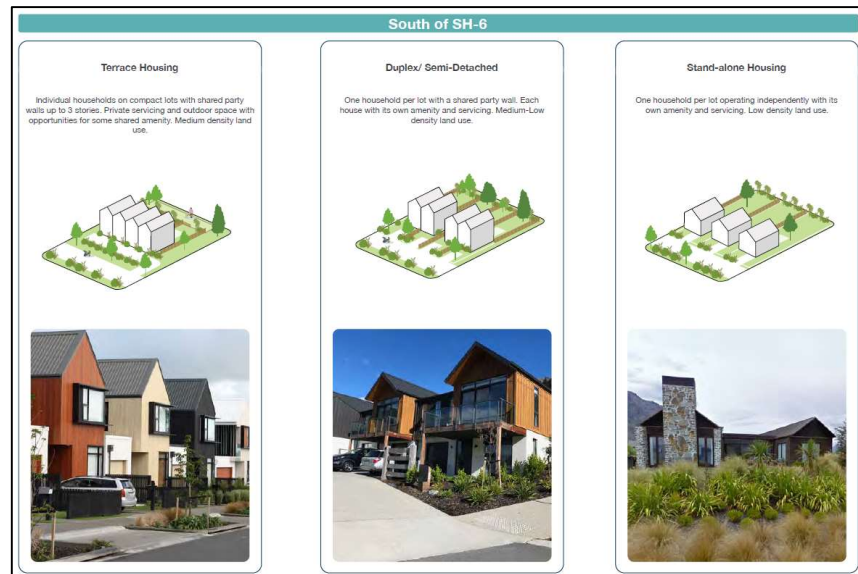 South of SH-6
Terrace Housing
Individual households on compact lots with shared party
walls up to 3 stories. Private servicing and outdoor space with
opportunities for some shared amenity. Medium density land
use.
Duplex/ Semi-Detached
One household per lot with a shared party wall. Each
house with its own amenity and servicing. Medium-Low
density land use.
Stand-alone Housing
One household per lot operating independently with its
own amenity and servicing. Low density land use.